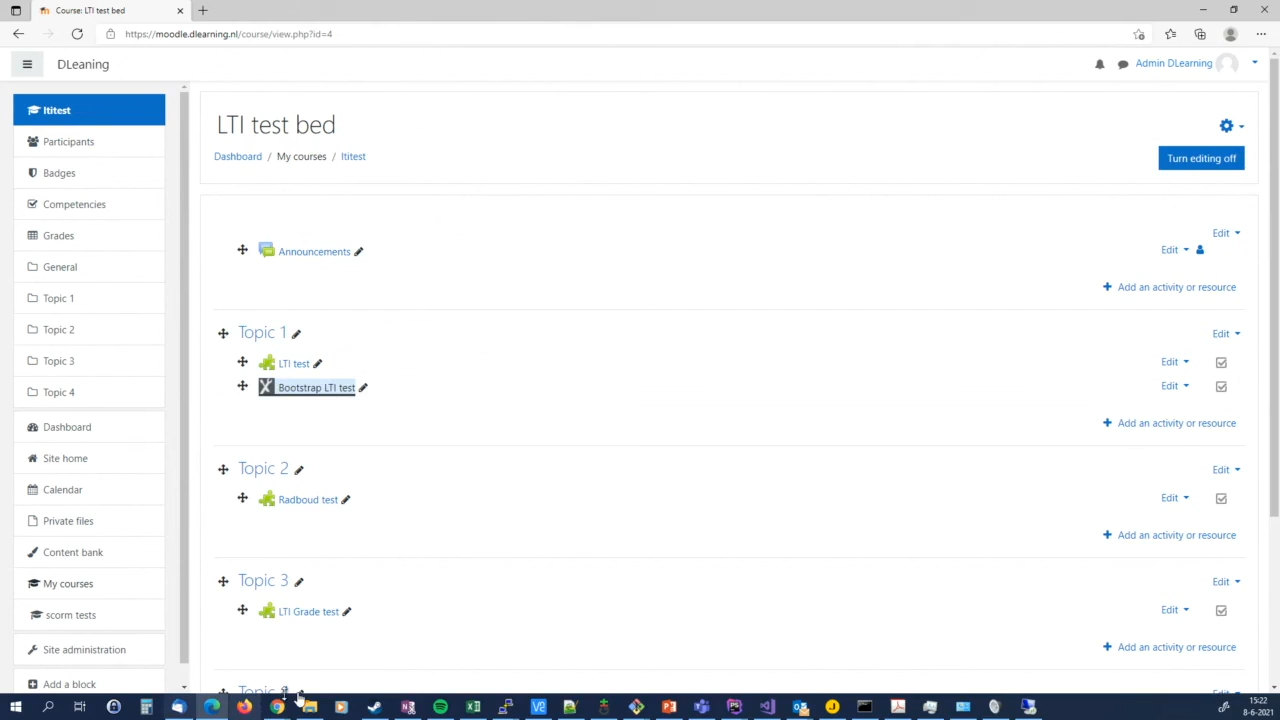 Course: LTI test bed
https://moodle.dlearning.nl/course/view.php?id=4
DLeaning
Admin DLearning
ltitest
Participants
Badges
Competencies
Grades
General
Topic 1
Topic 2
Topic 3
Topic 4
Dashboard
Site home
Calendar
Private files
Content bank
My courses
scorm tests
Site administration
Add a block
LTI test bed
Dashboard / My courses / ltitest
Turn editing off
Edit
Announcements
Edit
Add an activity or resource
Topic 1
Edit
LTI test
Edit
Bootstrap LTI test
Edit
Add an activity or resource
Topic 2
Edit
Radboud test
Edit
Add an activity or resource
Topic 3
Edit
LTI Grade test
Edit
Add an activity or resource
Topic
Edit
15:22
8-6-2021